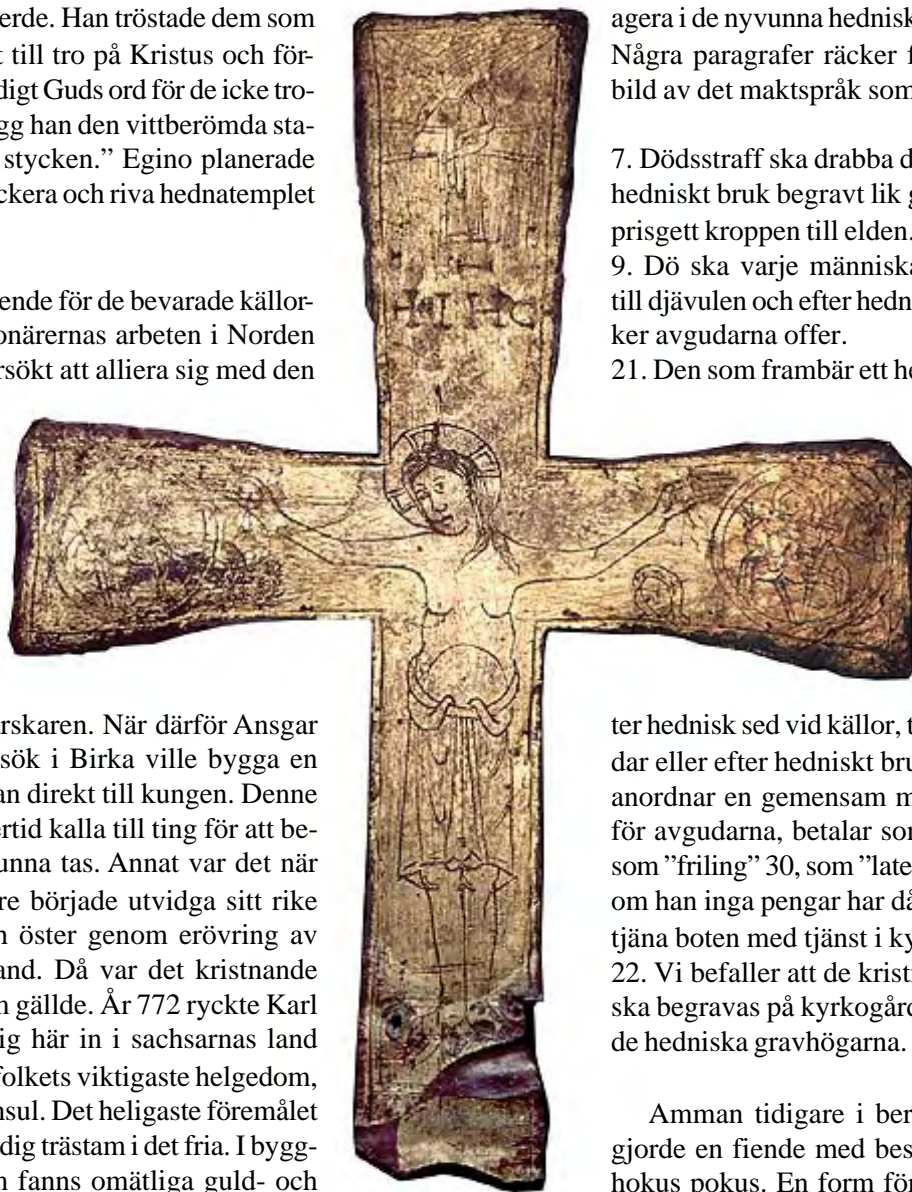 erde. Han tröstade dem som
t till tro på Kristus och för-
digt Guds ord för de icke tro-
gg han den vittberömda sta-
stycken.” Egino planerade
ckera och riva hednatemplet
ende för de bevarade källor-
onärernas arbeten i Norden
rsökt att alliera sig med den
rskaren. När därför Ansgar
sök i Birka ville bygga en
an direkt till kungen. Denne
ertid kalla till ting för att be-
unna tas. Annat var det när
re började utvidga sitt rike
n öster genom erövring av
and. Då var det kristnande
n gällde. År 772 ryckte Karl
ig här in i sachsarnas land
folkets viktigaste helgedom,
nsul. Det heligaste föremålet
dig trästam i det fria. I bygg-
n fanns omätliga guld- och
IHC
agera i de nyvunna hednisk
Några paragrafer räcker f
bild av det maktspråk som
7. Dödsstraff ska drabba d
hedniskt bruk begravt lik g
prisgett kroppen till elden.
9. Dö ska varje människa
till djävulen och efter hedn
ker avgudarna offer.
21. Den som frambär ett he
ter hednisk sed vid källor, t
dar eller efter hedniskt bru
anordnar en gemensam m
för avgudarna, betalar som
som ”friling” 30, som ”late
om han inga pengar har då
tjäna boten med tjänst i ky
22. Vi befaller att de kristn
ska begravas på kyrkogård
de hedniska gravhögarna.
Amman tidigare i ber
gjorde en fiende med bes
hokus pokus. En form för